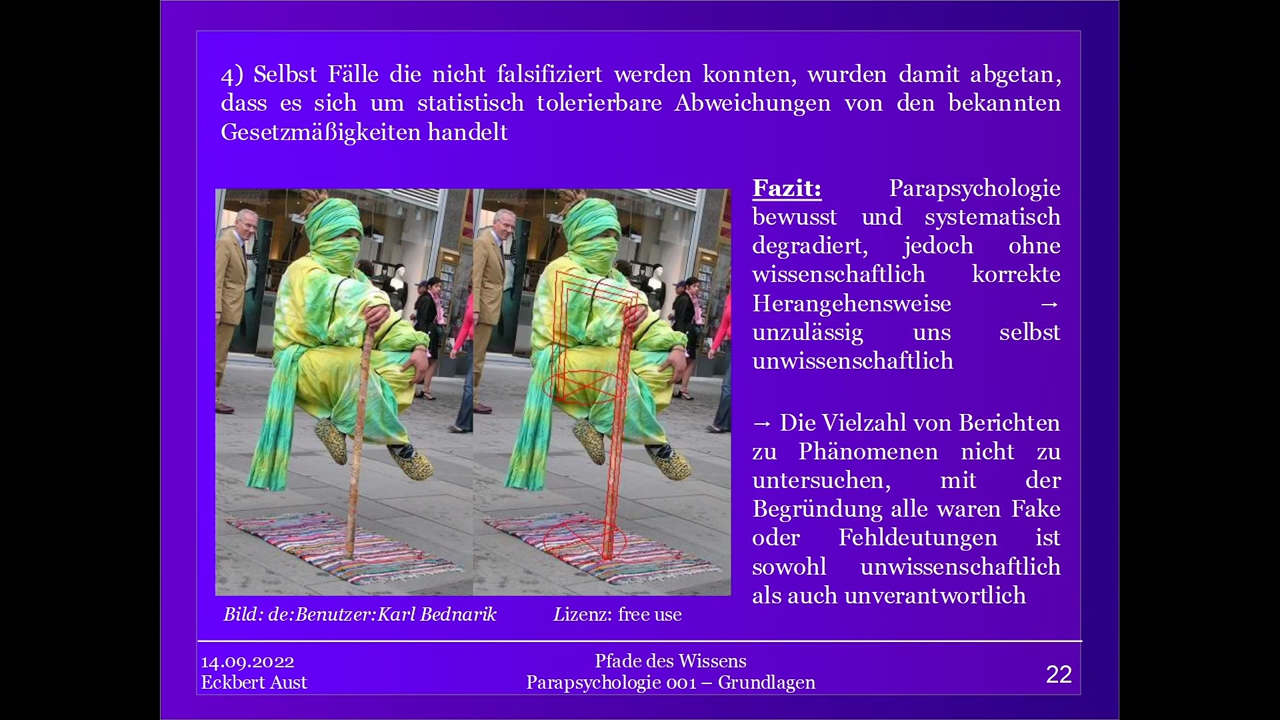 4) Selbst Fälle die nicht falsifiziert werden konnten, wurden damit abgetan,
dass es sich um statistisch tolerierbare Abweichungen von den bekannten
Gesetzmäßigkeiten handelt
Fazit: Parapsychologie
bewusst und systematisch
degradiert, jedoch ohne
wissenschaftlich korrekte
Herangehensweise →
unzulässig uns selbst
unwissenschaftlich
→ Die Vielzahl von Berichten
zu Phänomenen nicht zu
untersuchen, mit der
Begründung alle waren Fake
oder Fehldeutungen ist
sowohl unwissenschaftlich
als auch unverantwortlich
Bild: de:Benutzer:Karl Bednarik Lizenz: free use
14.09.2022
Eckbert Aust
Pfade des Wissens
Parapsychologie 001 – Grundlagen
22